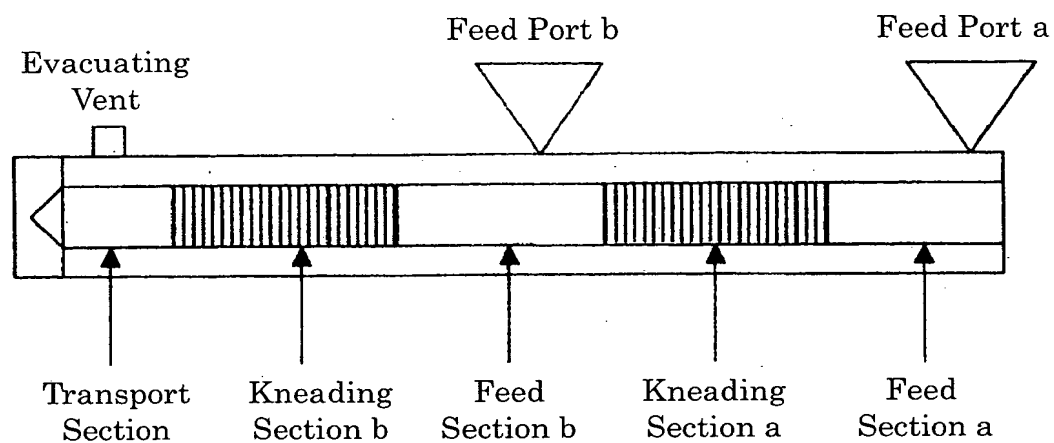 Feed Port b
Feed Port a
Evacuating
Vent
Transport
Section
Kneading
Section b
Feed
Section b
Kneading
Section a
Feed
Section a